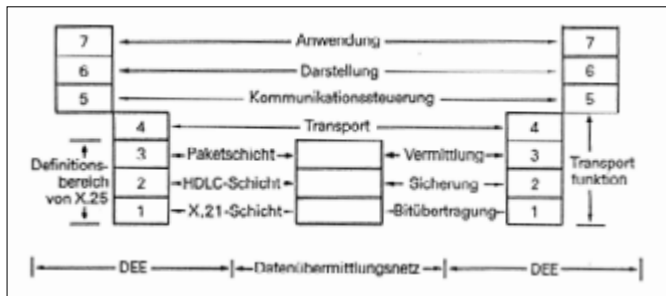 7 Anwendung 7
6 Darstellung 6
5 Kommunikationssteuerung 5
4 Transport 4
3 Paketschicht Vermittlung 3
2 HDLC-Schicht Sicherung 2
1 X.21-Schicht Bitübertragung 1
Definitions-
bereich
von X.25
Transport
funktion
DEE Datenübermittlungsnetz DEE